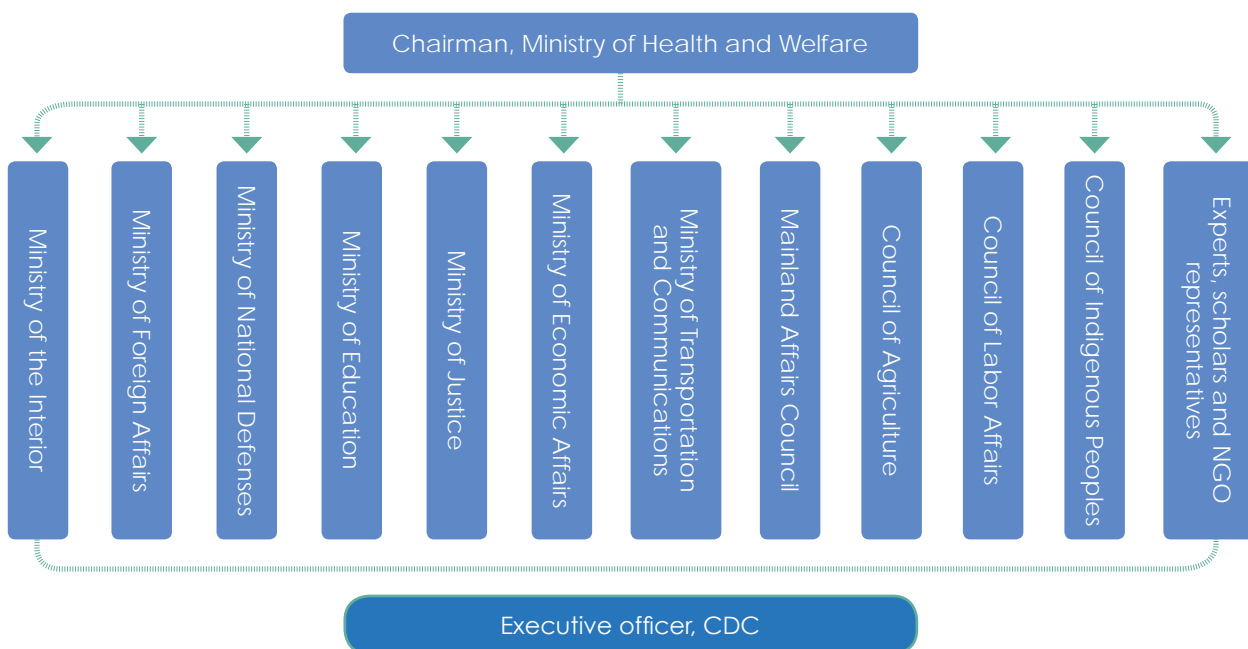 Chairman, Ministry of Health and Welfare
Ministry of the Interior
Ministry of Foreign Affairs
Ministry of National Defenses
Ministry of Education
Ministry of Justice
Ministry of Economic Affairs
Ministry of Transportation
and Communications
Mainland Affairs Council
Council of Agriculture
Council of Labor Affairs
Council of Indigenous Peoples
Experts, scholars and NGO
representatives
Executive officer, CDC